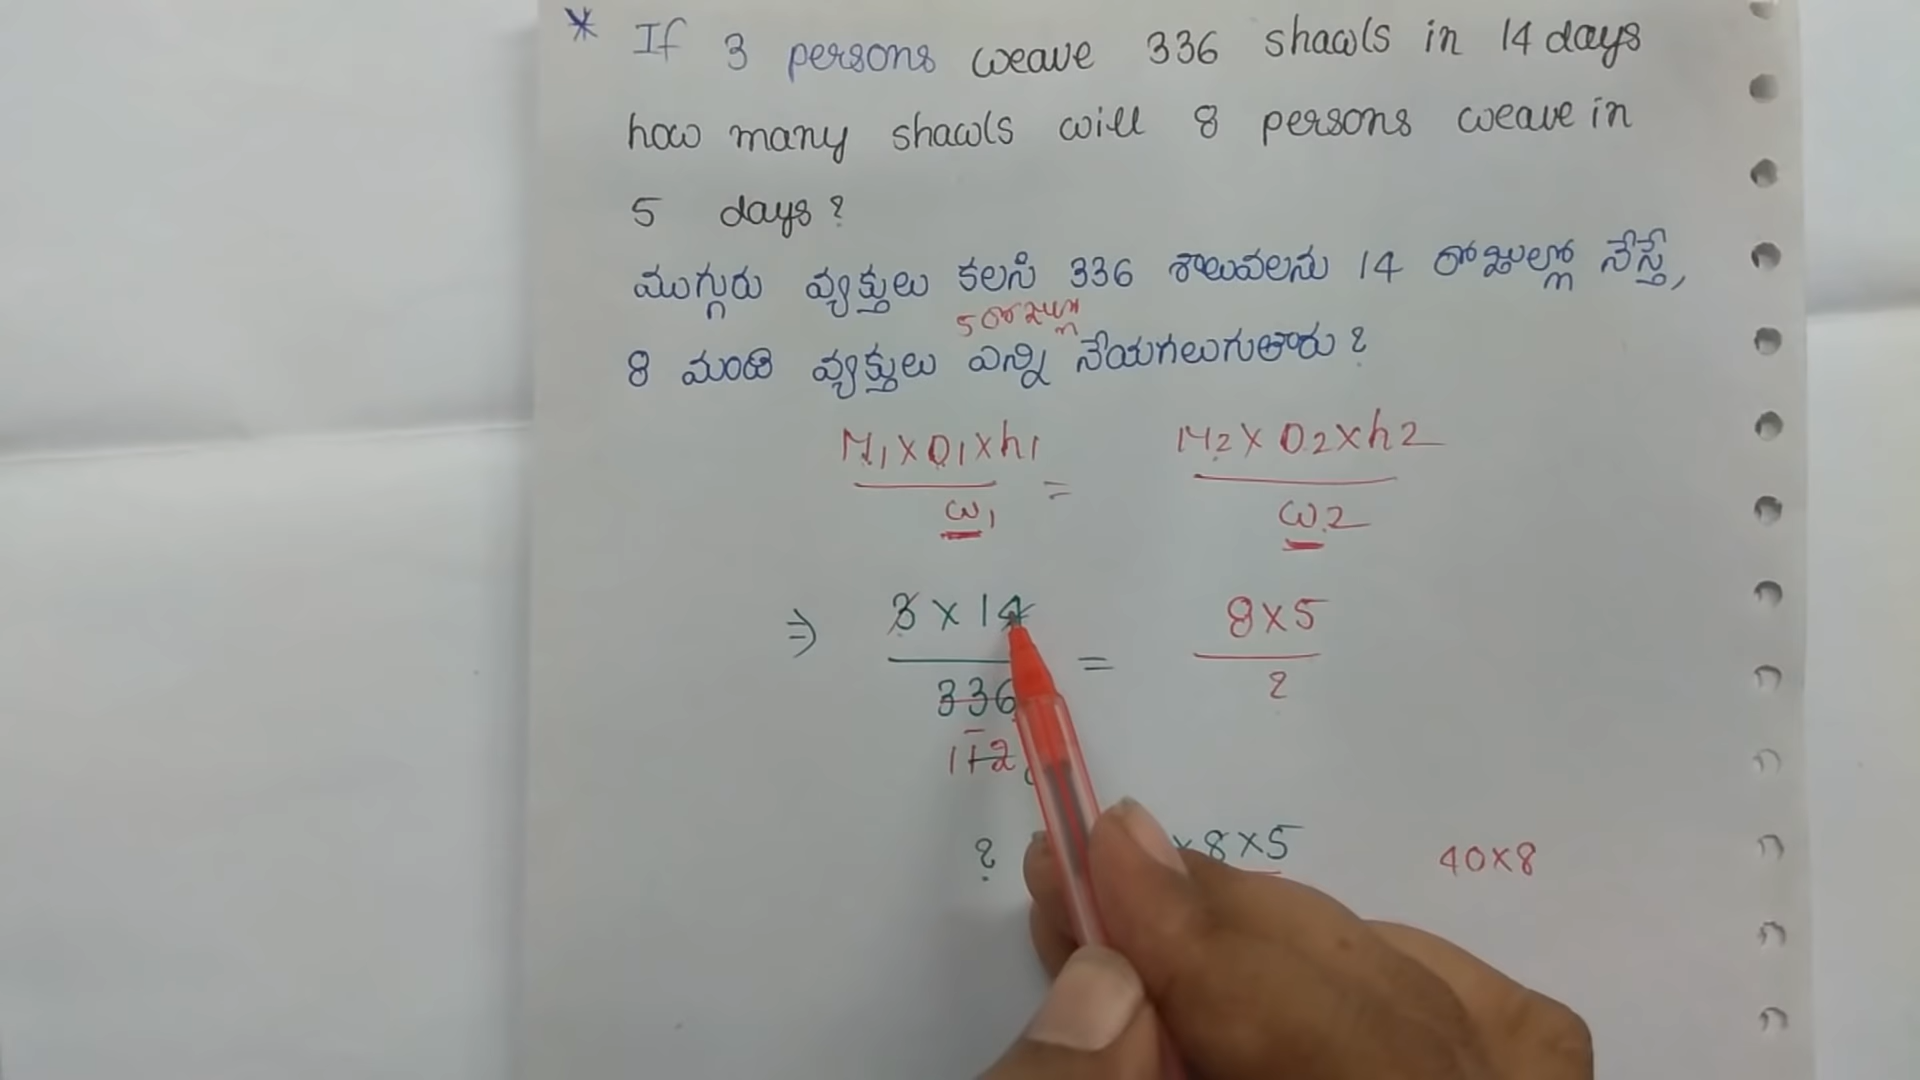 * If 3 persons weave 336 shawls in 14 days
how many shawls will 8 persons weave in
5 days?
ముగ్గురు వ్యక్తులు కలసి 336 శాలువలను 14 రోజుల్లో నేస్తే,
5 రోజుల్లో
8 మంది వ్యక్తులు ఎన్ని నేయగలుగుతారు?
M1 x D1 x h1 = M2 x D2 x h2
w1 w2
⇒ 3 x 14 = 8 x 5
336 ?
112
? x 8 x 5 40 x 8